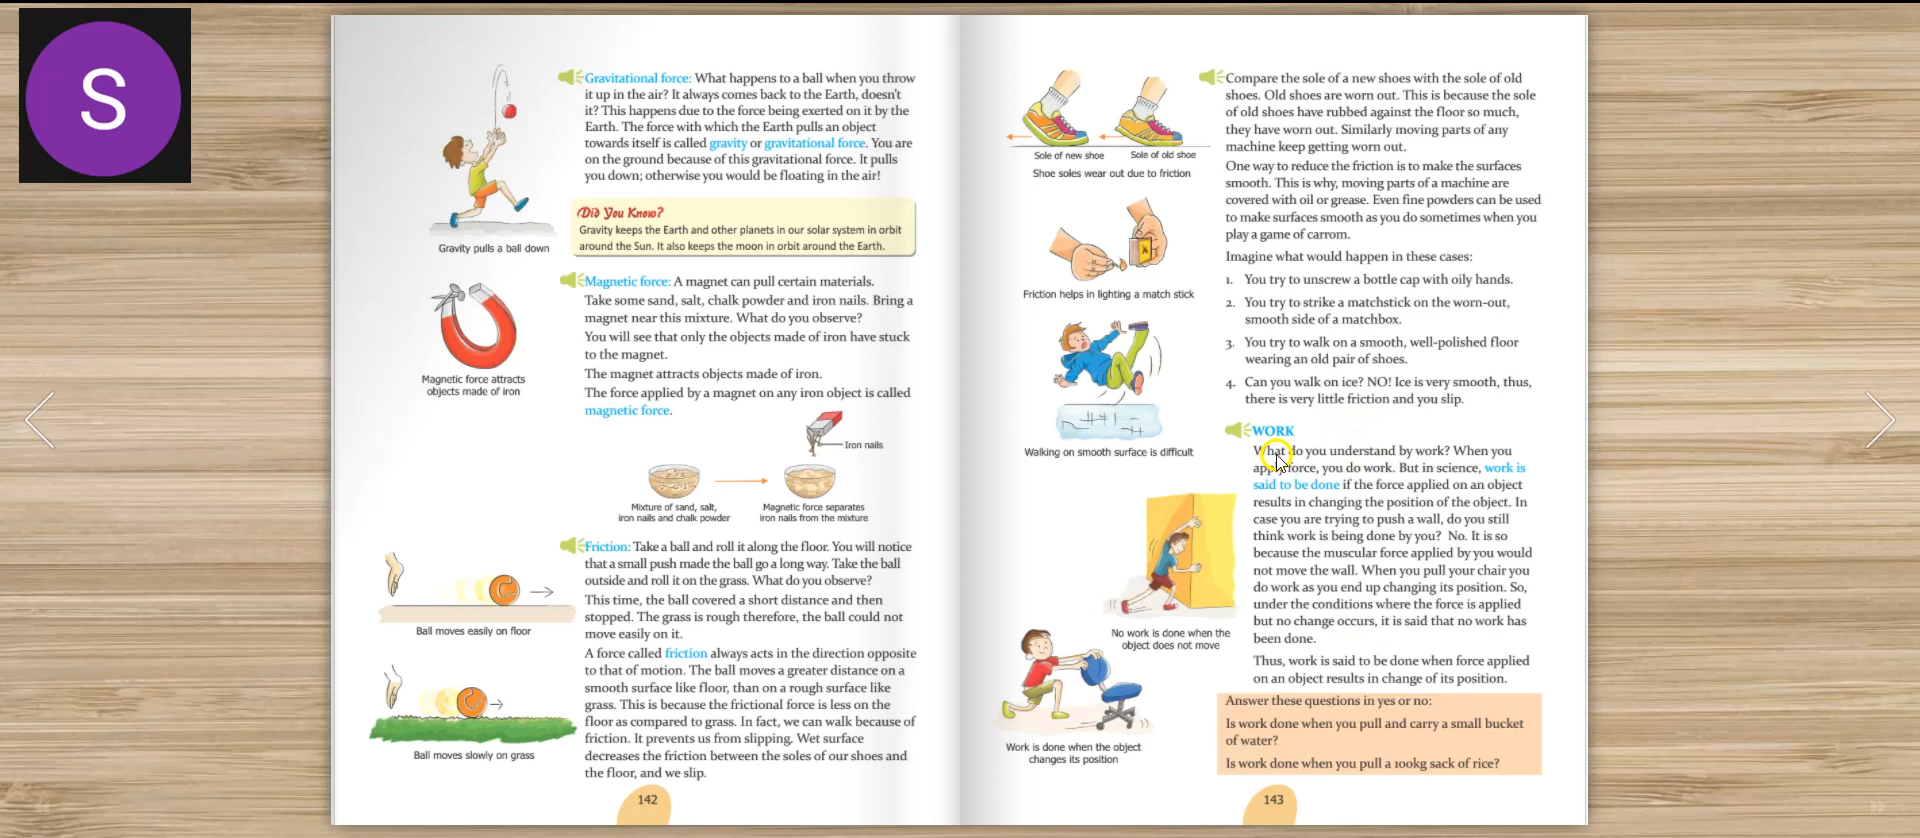 S
Gravitational force: What happens to a ball when you throw
it up in the air? It always comes back to the Earth, doesn't
it? This happens due to the force being exerted on it by the
Earth. The force with which the Earth pulls an object
towards itself is called gravity or gravitational force. You are
on the ground because of this gravitational force. It pulls
you down; otherwise you would be floating in the air!
Gravity pulls a ball down
Did You Know?
Gravity keeps the Earth and other planets in our solar system in orbit
around the Sun. It also keeps the moon in orbit around the Earth.
Magnetic force: A magnet can pull certain materials.
Take some sand, salt, chalk powder and iron nails. Bring a
magnet near this mixture. What do you observe?
You will see that only the objects made of iron have stuck
to the magnet.
The magnet attracts objects made of iron.
The force applied by a magnet on any iron object is called
magnetic force.
Magnetic force attracts
objects made of iron
Iron nails
Mixture of sand, salt,
iron nails and chalk powder
Magnetic force separates
iron nails from the mixture
Friction: Take a ball and roll it along the floor. You will notice
that a small push made the ball go a long way. Take the ball
outside and roll it on the grass. What do you observe?
This time, the ball covered a short distance and then
stopped. The grass is rough therefore, the ball could not
move easily on it.
A force called friction always acts in the direction opposite
to that of motion. The ball moves a greater distance on a
smooth surface like floor, than on a rough surface like
grass. This is because the frictional force is less on the
floor as compared to grass. In fact, we can walk because of
friction. It prevents us from slipping. Wet surface
decreases the friction between the soles of our shoes and
the floor, and we slip.
Ball moves easily on floor
Ball moves slowly on grass
142
Sole of new shoe
Sole of old shoe
Shoe soles wear out due to friction
Friction helps in lighting a match stick
Walking on smooth surface is difficult
Compare the sole of a new shoes with the sole of old
shoes. Old shoes are worn out. This is because the sole
of old shoes have rubbed against the floor so much,
they have worn out. Similarly moving parts of any
machine keep getting worn out.
One way to reduce the friction is to make the surfaces
smooth. This is why, moving parts of a machine are
covered with oil or grease. Even fine powders can be used
to make surfaces smooth as you do sometimes when you
play a game of carrom.
Imagine what would happen in these cases:
1. You try to unscrew a bottle cap with oily hands.
2. You try to strike a matchstick on the worn-out,
smooth side of a matchbox.
3. You try to walk on a smooth, well-polished floor
wearing an old pair of shoes.
4. Can you walk on ice? NO! Ice is very smooth, thus,
there is very little friction and you slip.
WORK
What do you understand by work? When you
apply force, you do work. But in science, work is
said to be done if the force applied on an object
results in changing the position of the object. In
case you are trying to push a wall, do you still
think work is being done by you? No. It is so
because the muscular force applied by you would
not move the wall. When you pull your chair you
do work as you end up changing its position. So,
under the conditions where the force is applied
but no change occurs, it is said that no work has
been done.
Thus, work is said to be done when force applied
on an object results in change of its position.
No work is done when the
object does not move
Work is done when the object
changes its position
Answer these questions in yes or no:
Is work done when you pull and carry a small bucket
of water?
Is work done when you pull a 100kg sack of rice?
143